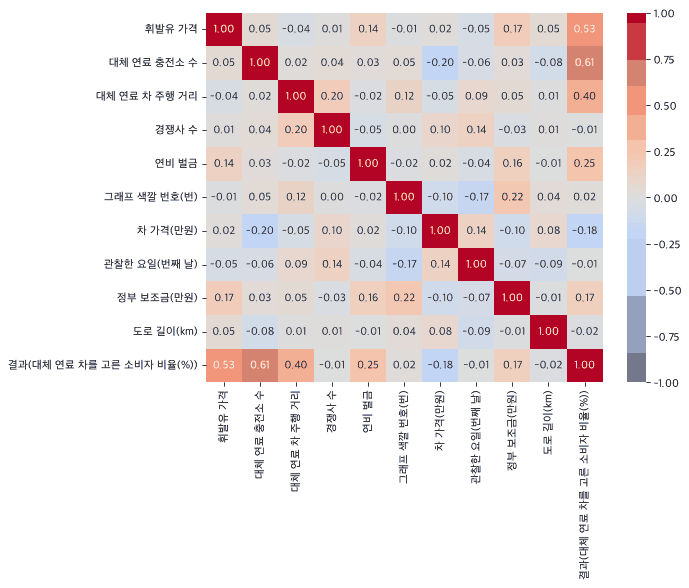 휘발유 가격 1.00 0.05 -0.04 0.01 0.14 -0.01 0.02 -0.05 0.17 0.05 0.53
대체 연료 충전소 수 0.05 1.00 0.02 0.04 0.03 0.05 -0.20 -0.06 0.03 -0.08 0.61
대체 연료 차 주행 거리 -0.04 0.02 1.00 0.20 -0.02 0.12 -0.05 0.09 0.05 0.01 0.40
경쟁사 수 0.01 0.04 0.20 1.00 -0.05 0.00 0.10 0.14 -0.03 0.01 -0.01
연비 벌금 0.14 0.03 -0.02 -0.05 1.00 -0.02 0.02 -0.04 0.16 -0.01 0.25
그래프 색깔 번호(번) -0.01 0.05 0.12 0.00 -0.02 1.00 -0.10 -0.17 0.22 0.04 0.02
차 가격(만원) 0.02 -0.20 -0.05 0.10 0.02 -0.10 1.00 0.14 -0.10 0.08 -0.18
관찰한 요일(번째 날) -0.05 -0.06 0.09 0.14 -0.04 -0.17 0.14 1.00 -0.07 -0.09 -0.01
정부 보조금(만원) 0.17 0.03 0.05 -0.03 0.16 0.22 -0.10 -0.07 1.00 -0.01 0.17
도로 길이(km) 0.05 -0.08 0.01 0.01 -0.01 0.04 0.08 -0.09 -0.01 1.00 -0.02
결과(대체 연료 차를 고른 소비자 비율(%)) 0.53 0.61 0.40 -0.01 0.25 0.02 -0.18 -0.01 0.17 -0.02 1.00
휘발유 가격
대체 연료 충전소 수
대체 연료 차 주행 거리
경쟁사 수
연비 벌금
그래프 색깔 번호(번)
차 가격(만원)
관찰한 요일(번째 날)
정부 보조금(만원)
도로 길이(km)
결과(대체 연료 차를 고른 소비자 비율(%))
1.00
0.75
0.50
0.25
0.00
-0.25
-0.50
-0.75
-1.00